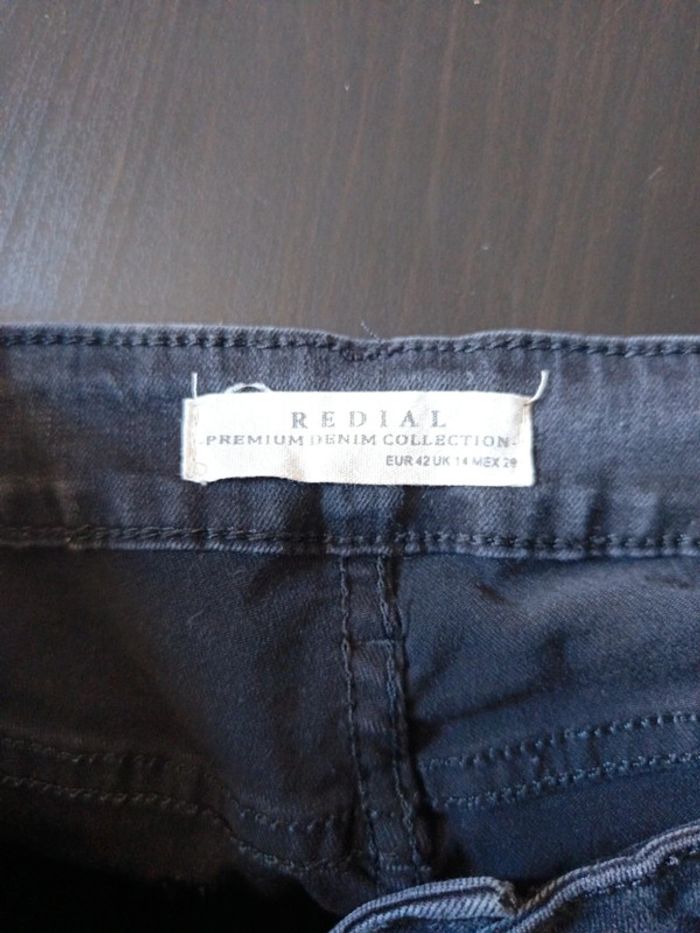 REDIAL
-PREMIUM DENIM COLLECTION-
EUR 42 UK 14 MEX 29